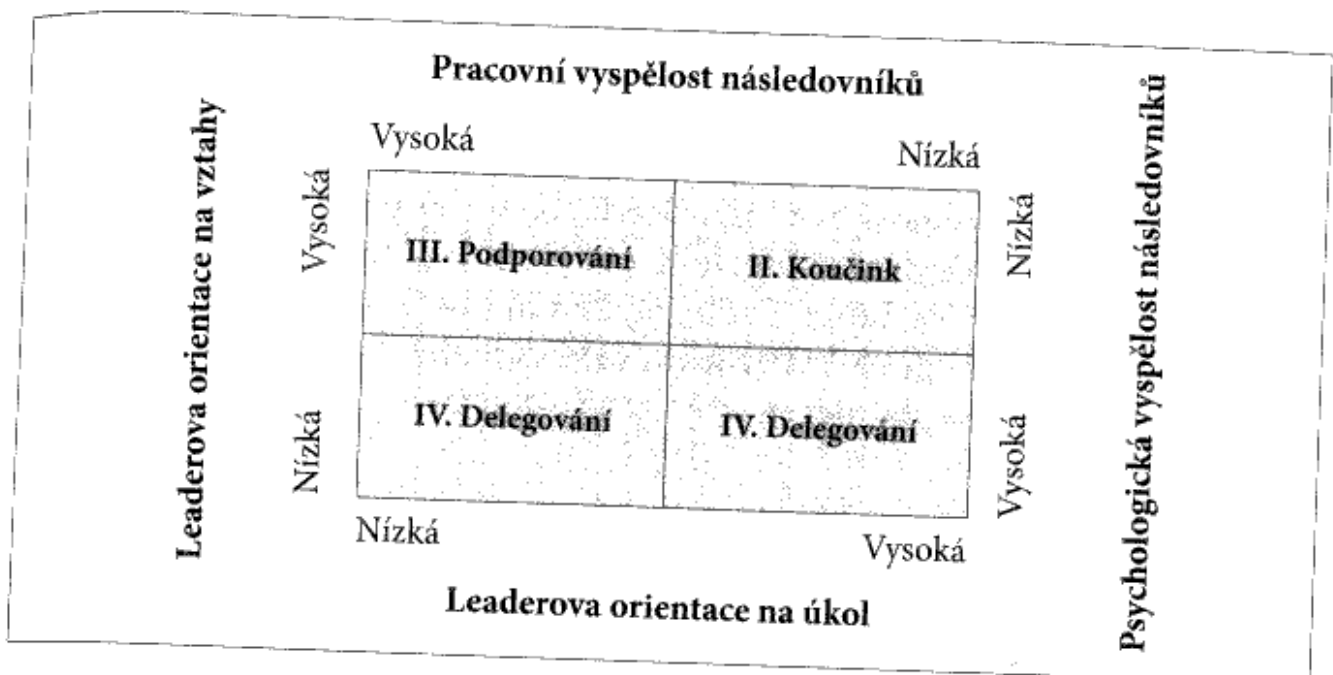 Pracovní vyspělost následovníků
Vysoká
Nízká
Leaderova orientace na vztahy
Vysoká
Nízká
III. Podporování
II. Koučink
IV. Delegování
IV. Delegování
Nízká
Vysoká
Psychologická vyspělost následovníků
Nízká
Vysoká
Leaderova orientace na úkol